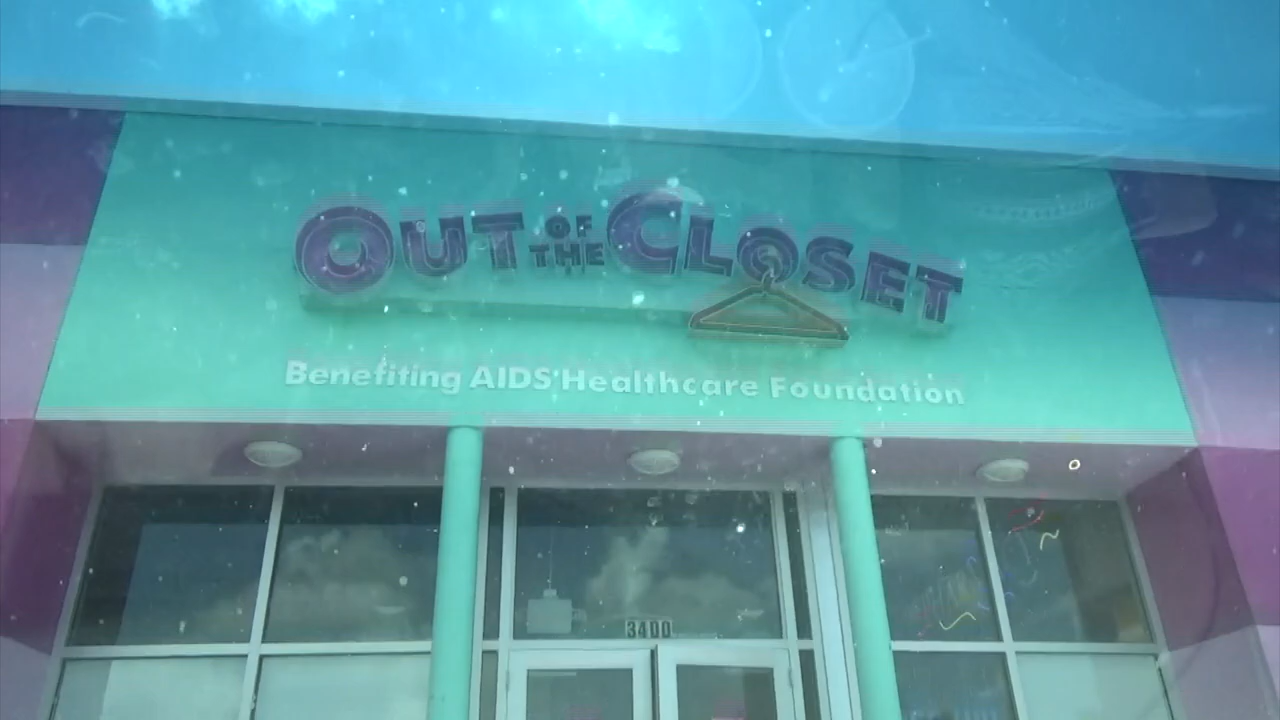 OUT OF THE CLOSET
Benefiting AIDS Healthcare Foundation
3400